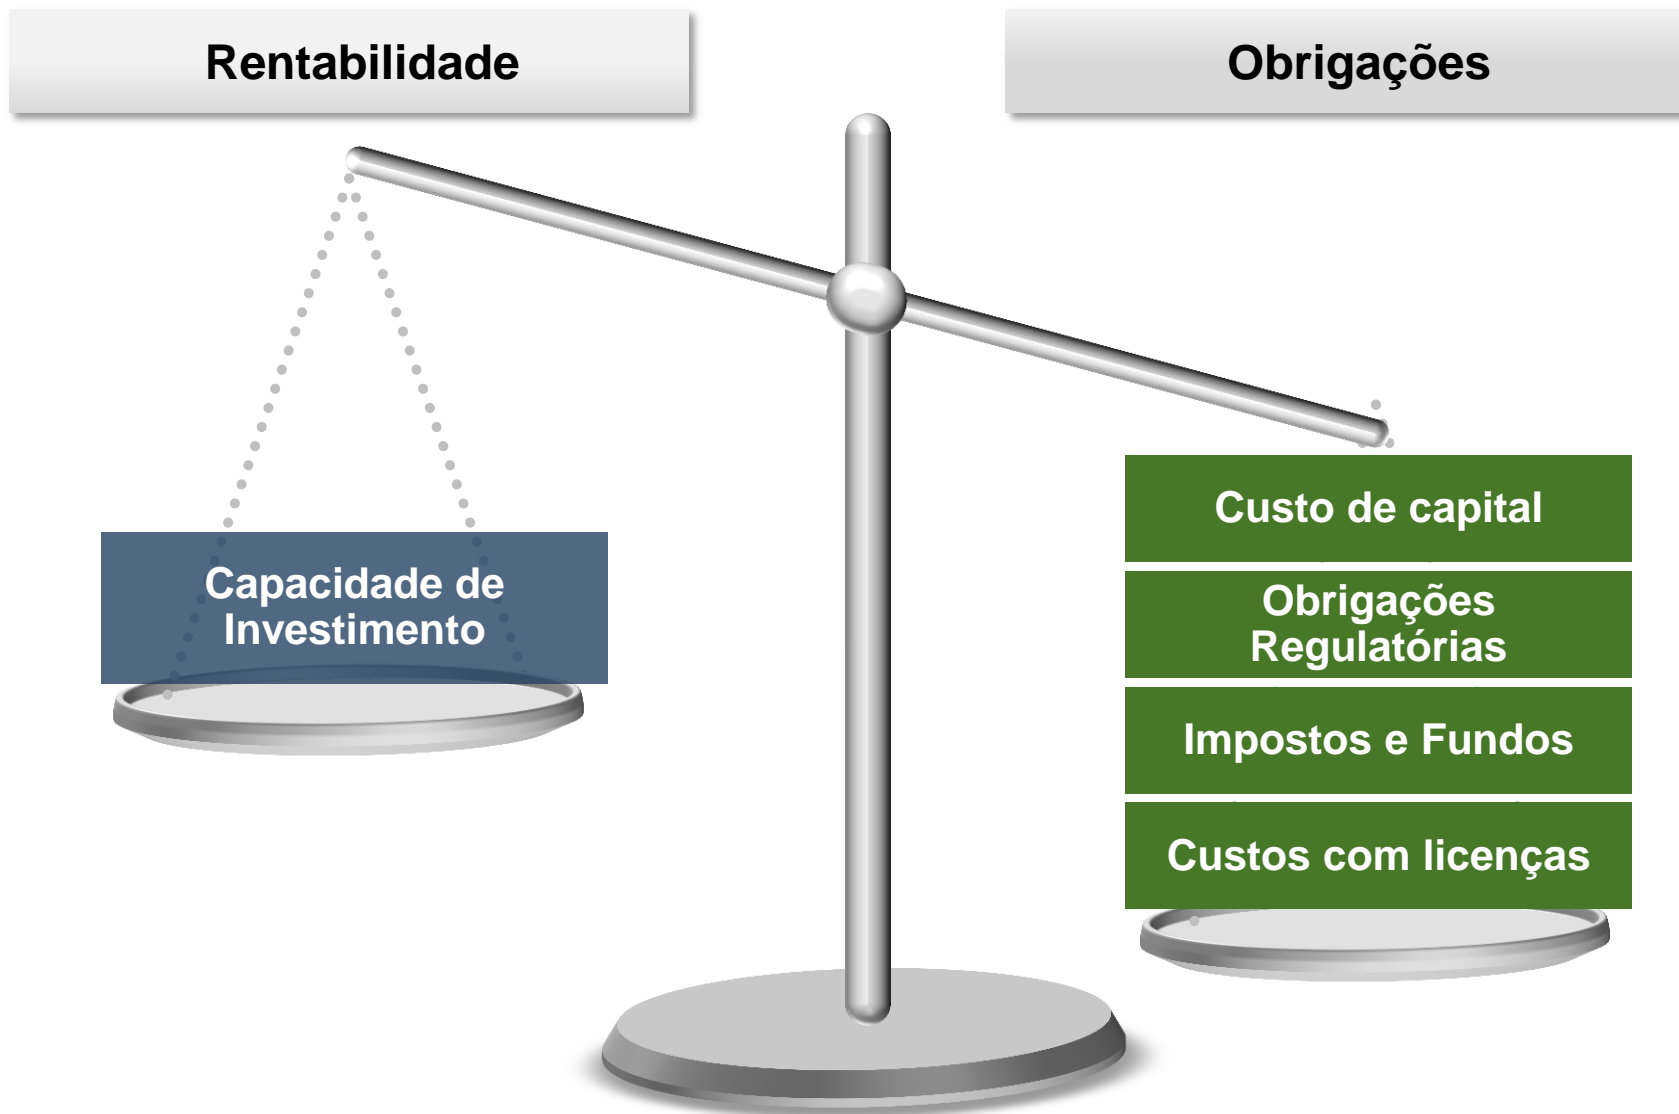 Rentabilidade
Obrigações
Capacidade de
Investimento
Custo de capital
Obrigações
Regulatórias
Impostos e Fundos
Custos com licenças